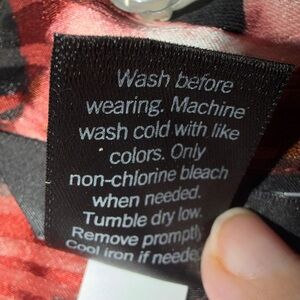 Wash before
wearing. Machine
wash cold with like
colors. Only
non-chlorine bleach
when needed.
Tumble dry low.
Remove promptly
Cool iron if needed